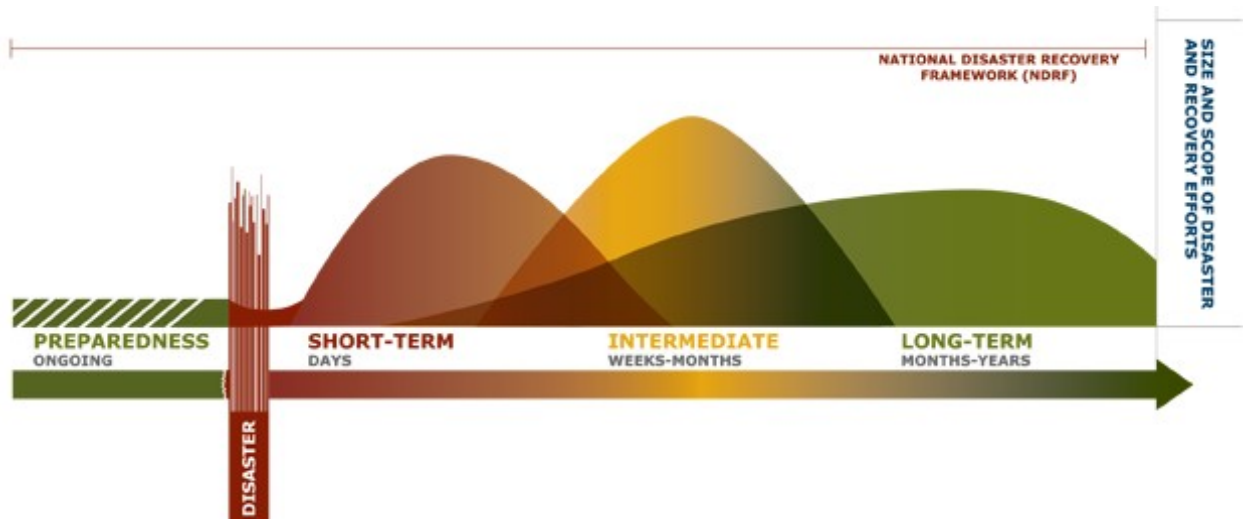 NATIONAL DISASTER RECOVERY
FRAMEWORK (NDRF)
SIZE AND SCOPE OF DISASTER
AND RECOVERY EFFORTS
PREPAREDNESS
ONGOING
SHORT-TERM
DAYS
INTERMEDIATE
WEEKS-MONTHS
LONG-TERM
MONTHS-YEARS
DISASTER